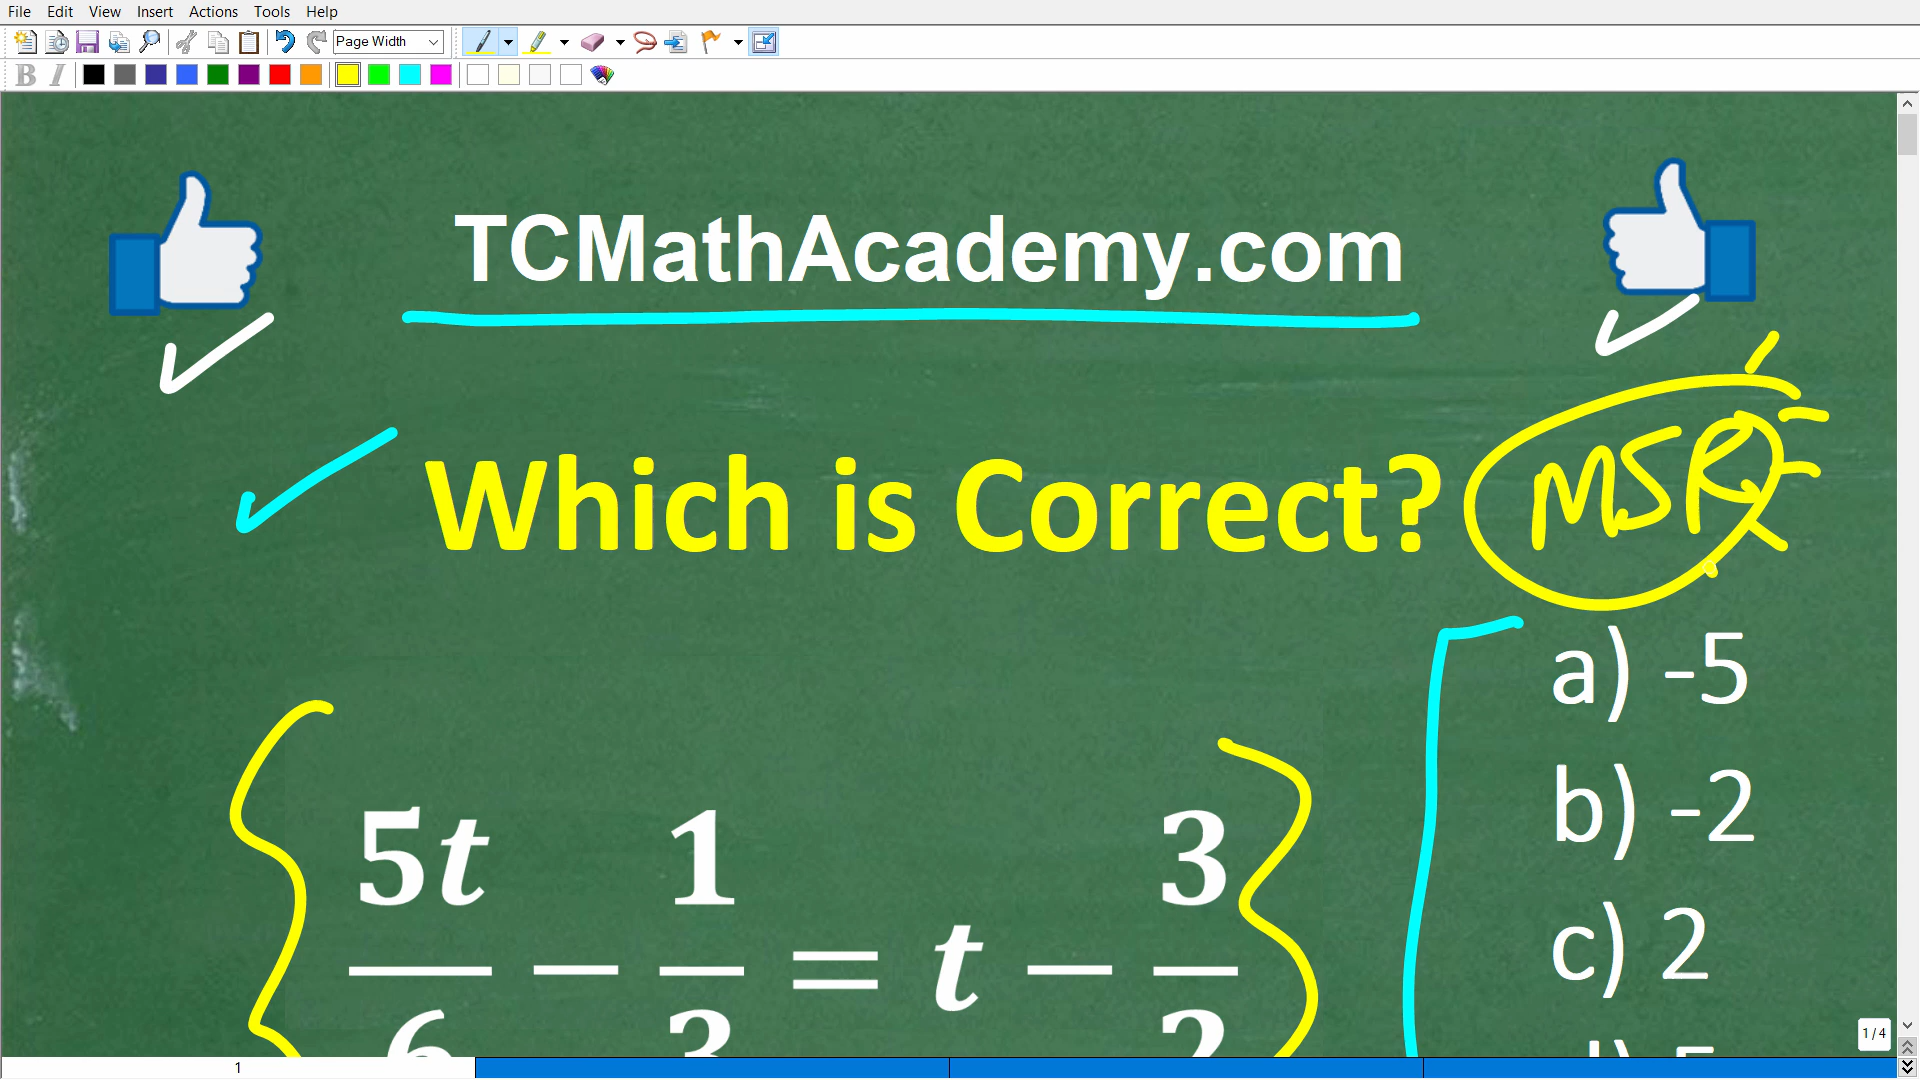 File Edit View Insert Actions Tools Help
Page Width
B I
TCMathAcademy.com
Which is Correct?
MSR
a) -5
b) -2
c) 2
5t 1 3
— − — = t − —
6 3 2
1 / 4
1